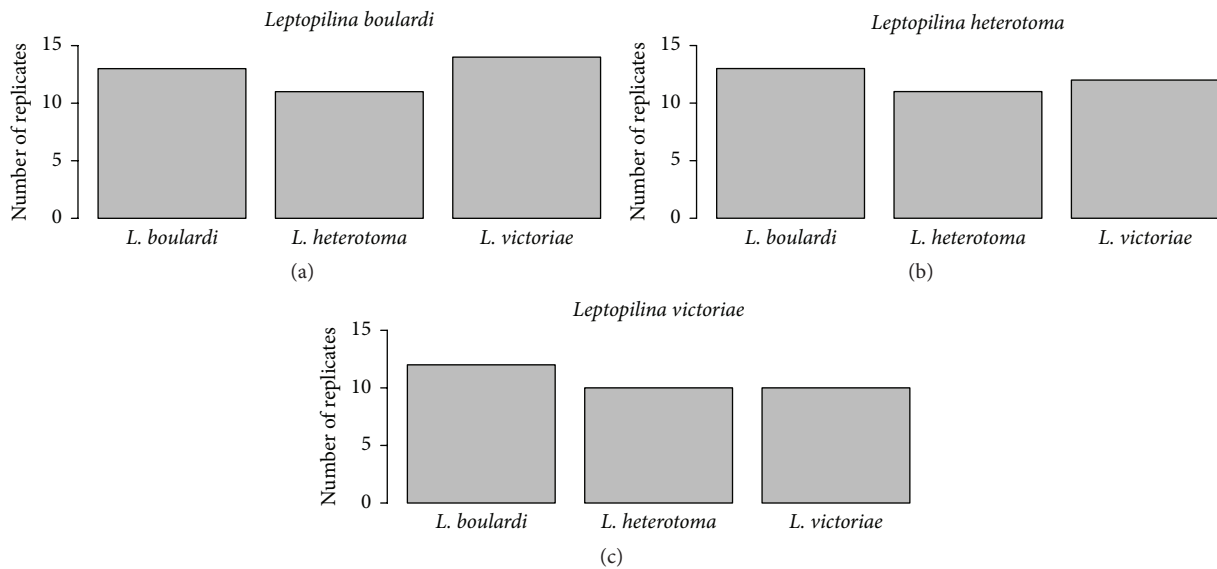 Leptopilina boulardi
Number of replicates
15
10
5
0
L. boulardi L. heterotoma L. victoriae
(a)
Leptopilina heterotoma
Number of replicates
15
10
5
0
L. boulardi L. heterotoma L. victoriae
(b)
Leptopilina victoriae
Number of replicates
15
10
5
0
L. boulardi L. heterotoma L. victoriae
(c)